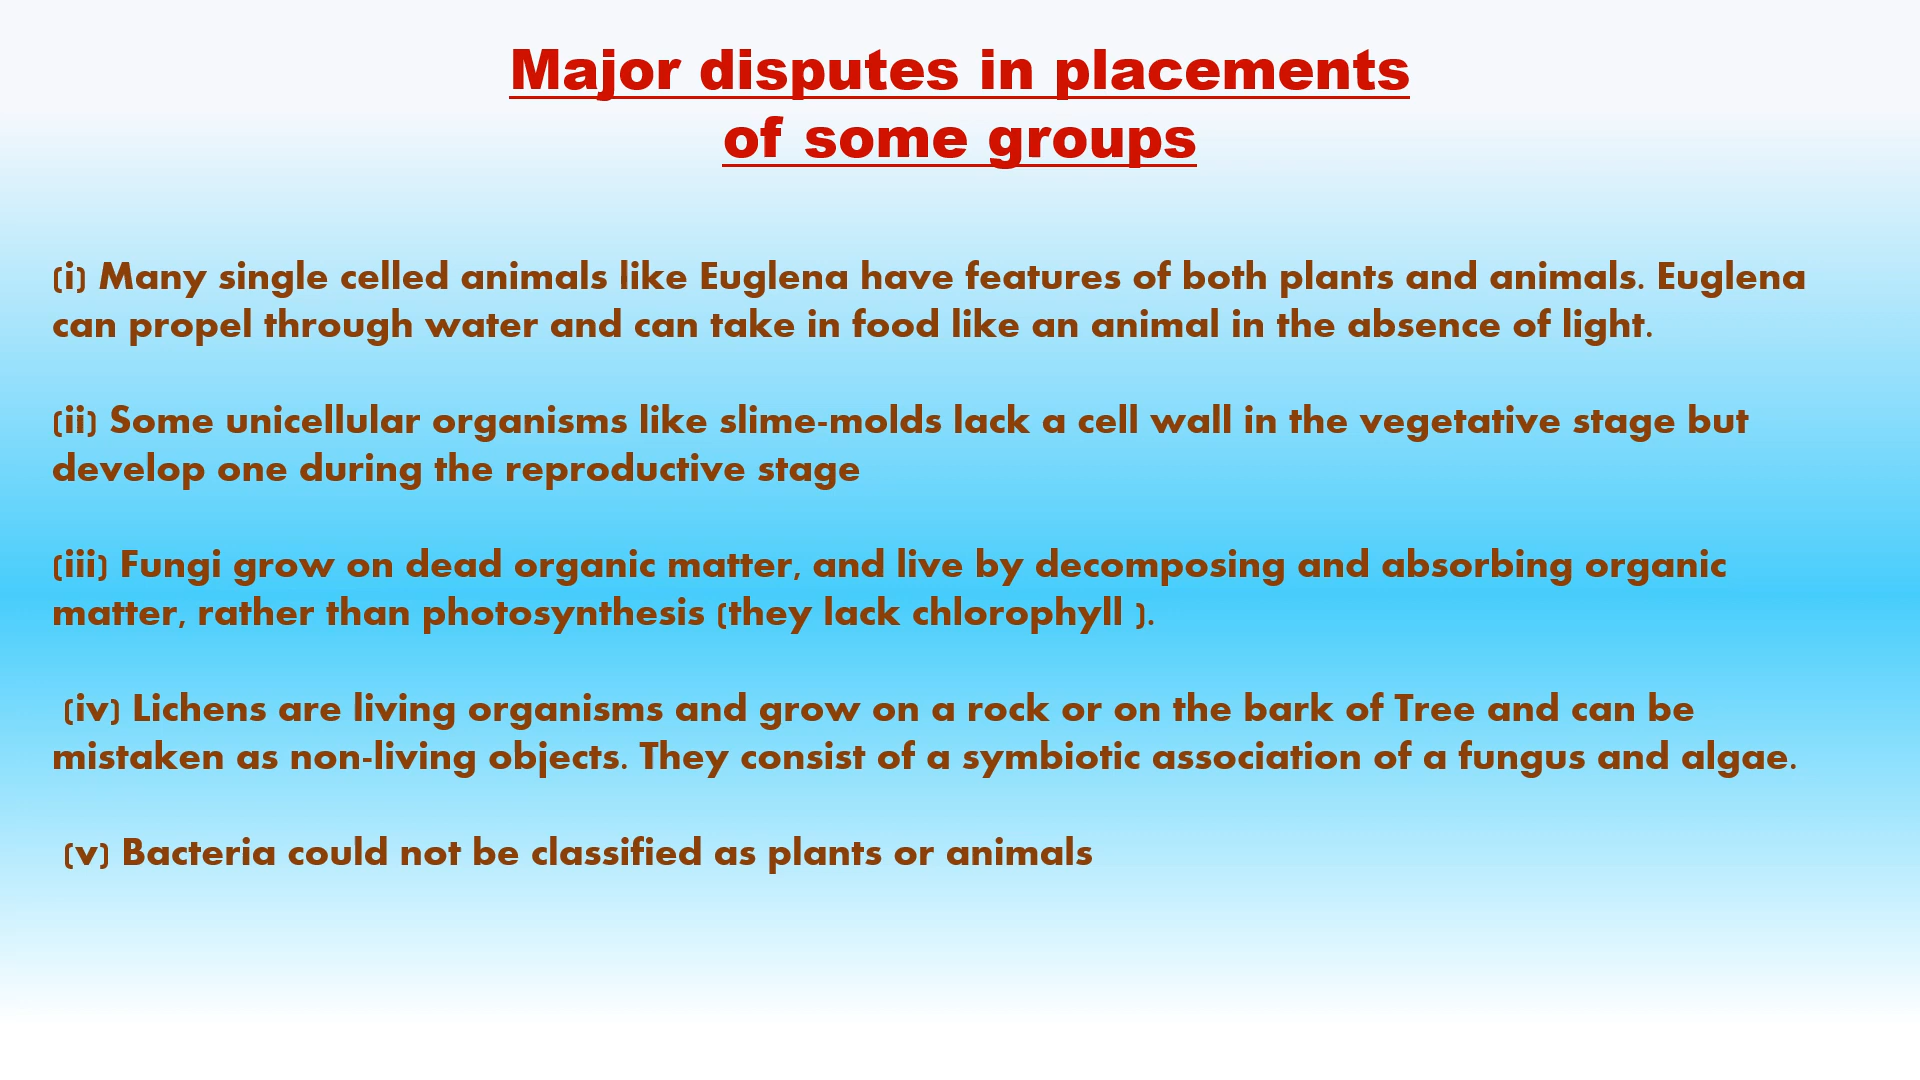 Major disputes in placements
of some groups
(i) Many single celled animals like Euglena have features of both plants and animals. Euglena
can propel through water and can take in food like an animal in the absence of light.
(ii) Some unicellular organisms like slime-molds lack a cell wall in the vegetative stage but
develop one during the reproductive stage
(iii) Fungi grow on dead organic matter, and live by decomposing and absorbing organic
matter, rather than photosynthesis (they lack chlorophyll ).
(iv) Lichens are living organisms and grow on a rock or on the bark of Tree and can be
mistaken as non-living objects. They consist of a symbiotic association of a fungus and algae.
(v) Bacteria could not be classified as plants or animals